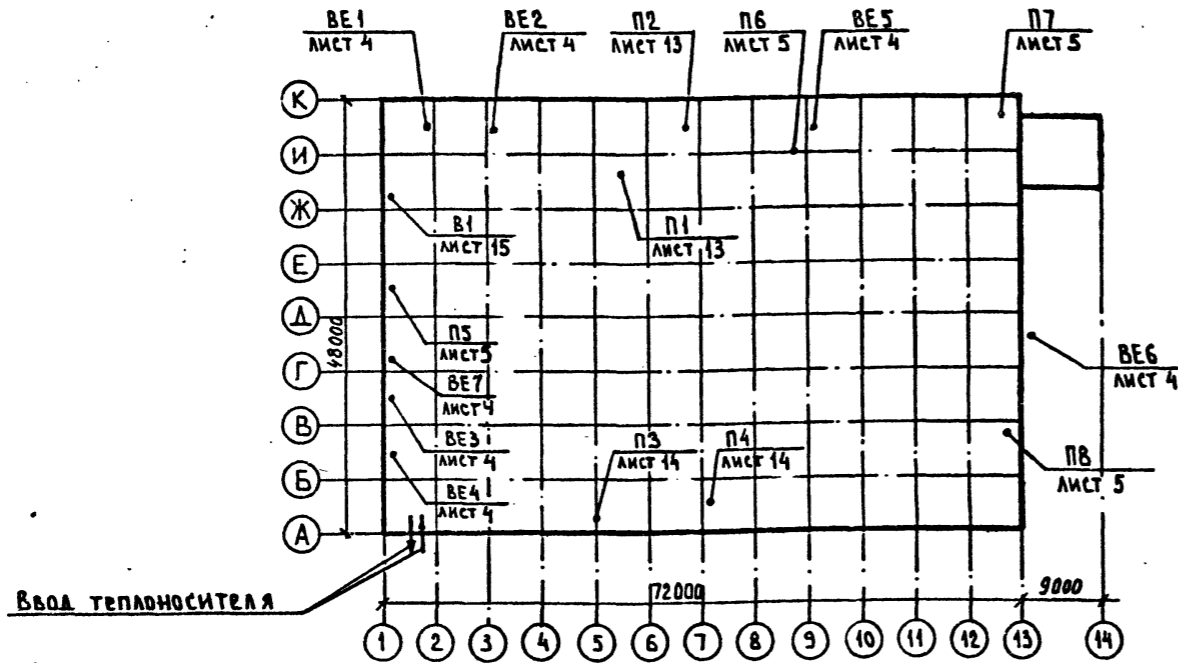 ВЕ1
ЛИСТ 4
ВЕ2
ЛИСТ 4
П2
ЛИСТ 13
П6
ЛИСТ 5
ВЕ5
ЛИСТ 4
П7
ЛИСТ 5
К
И
Ж
В1
ЛИСТ 15
П1
ЛИСТ 13
Е
Д
48000
П5
ЛИСТ 5
Г
ВЕ7
ЛИСТ 4
ВЕ6
ЛИСТ 4
В
ВЕ3
ЛИСТ 4
П3
ЛИСТ 14
П4
ЛИСТ 14
П8
ЛИСТ 5
Б
ВЕ4
ЛИСТ 4
А
ВВОД ТЕПЛОНОСИТЕЛЯ
72000
9000
1 2 3 4 5 6 7 8 9 10 11 12 13 14